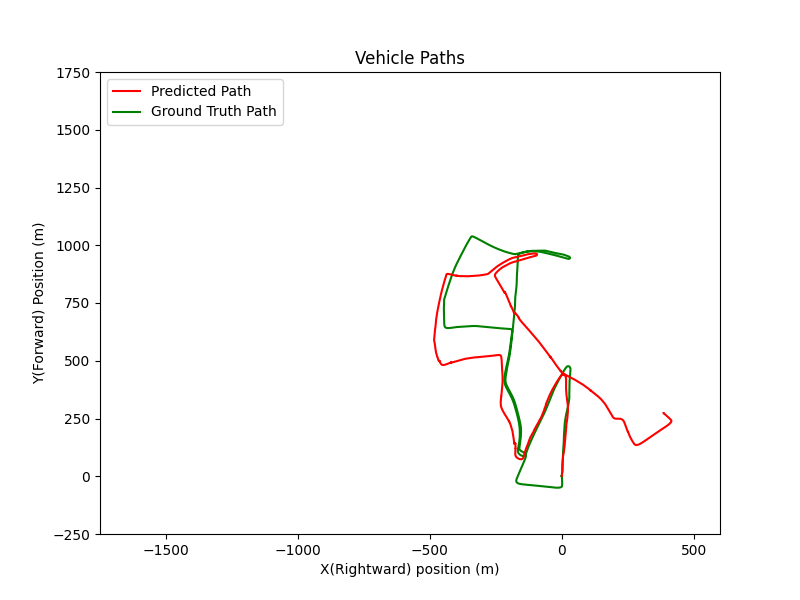 Vehicle Paths
Predicted Path
Ground Truth Path
1750
1500
1250
1000
750
500
250
0
−250
−1500
−1000
−500
0
500
Y(Forward) Position (m)
X(Rightward) position (m)